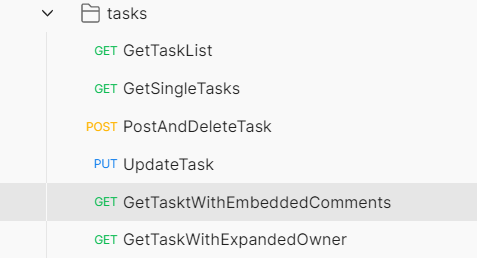 tasks
GET GetTaskList
GET GetSingleTasks
POST PostAndDeleteTask
PUT UpdateTask
GET GetTasktWithEmbeddedComments
GET GetTaskWithExpandedOwner